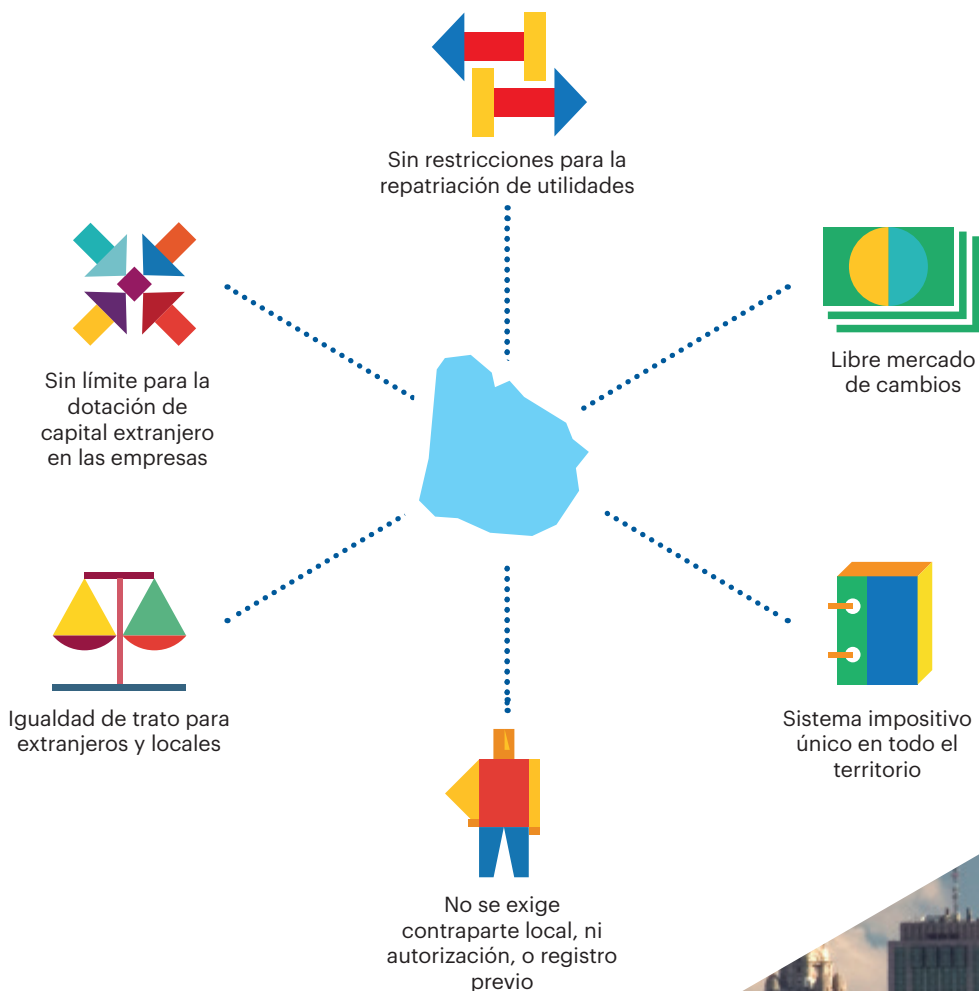 Sin restricciones para la
repatriación de utilidades
Sin límite para la
dotación de
capital extranjero
en las empresas
Libre mercado
de cambios
Igualdad de trato para
extranjeros y locales
Sistema impositivo
único en todo el
territorio
No se exige
contraparte local, ni
autorización, o registro
previo